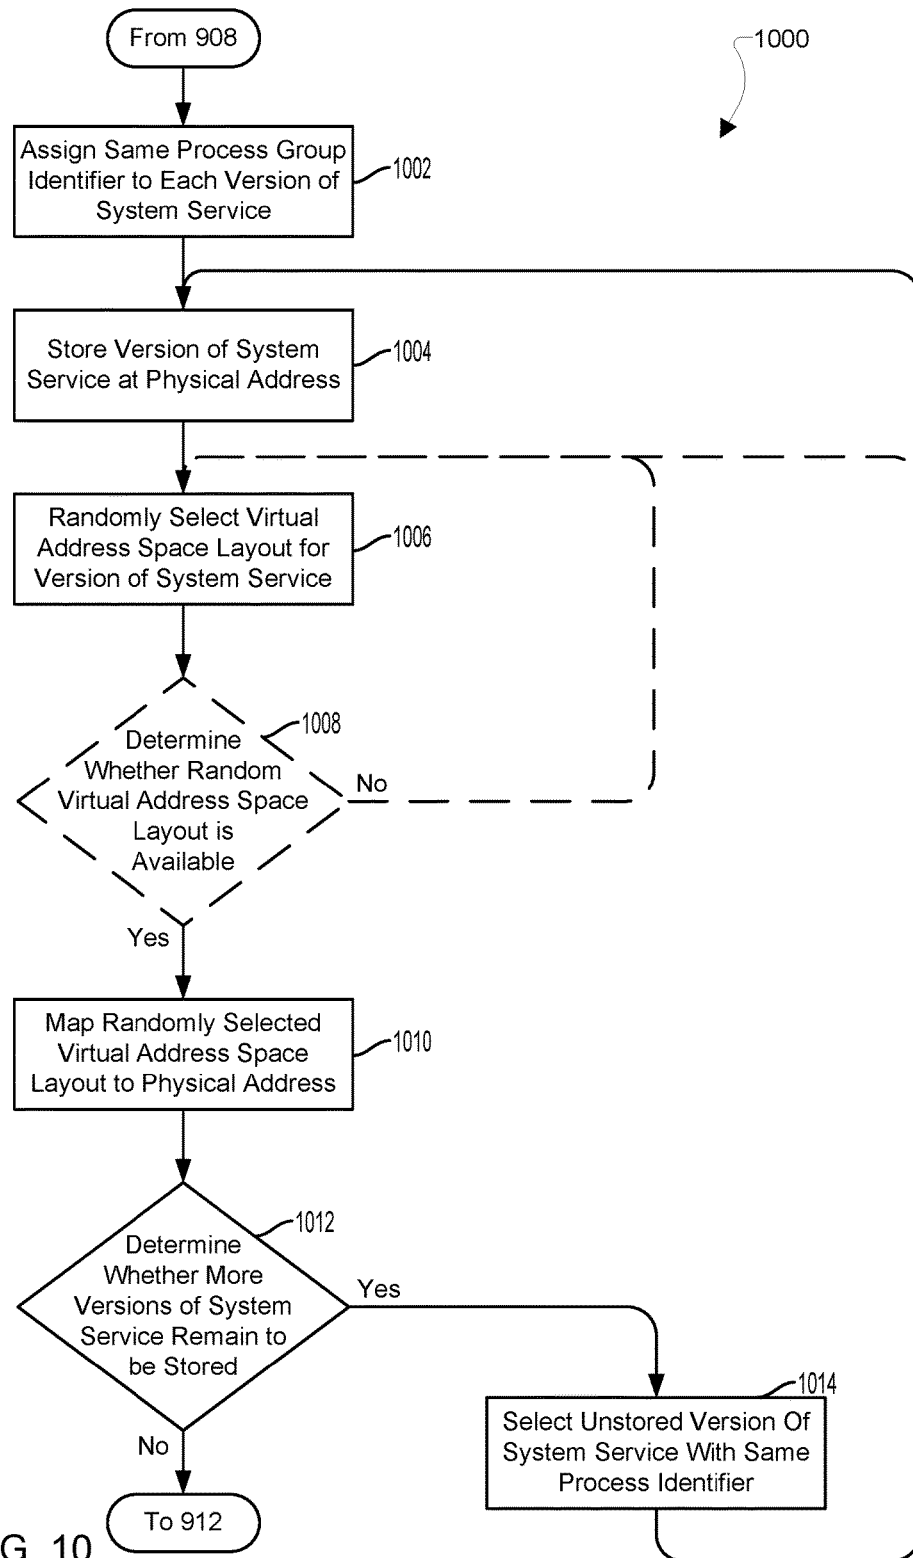 From 908
1000
Assign Same Process Group
Identifier to Each Version of
System Service
1002
Store Version of System
Service at Physical Address
1004
Randomly Select Virtual
Address Space Layout for
Version of System Service
1006
1008
Determine
Whether Random
Virtual Address Space
Layout is
Available
No
Yes
Map Randomly Selected
Virtual Address Space
Layout to Physical Address
1010
1012
Determine
Whether More
Versions of System
Service Remain to
be Stored
Yes
1014
Select Unstored Version Of
System Service With Same
Process Identifier
No
To 912
G. 10